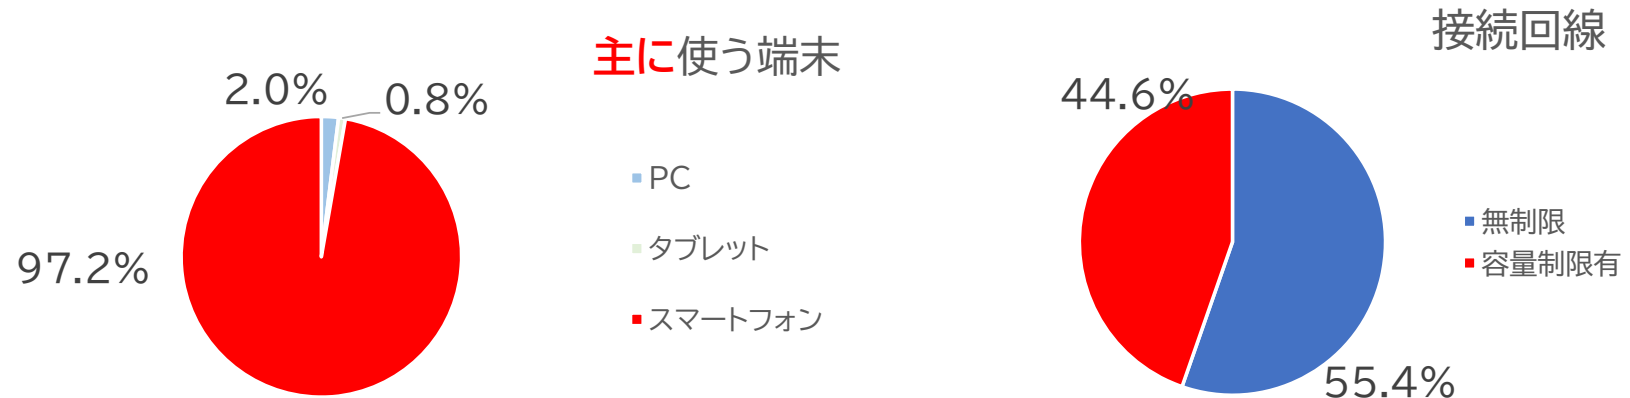 主に使う端末
2.0%
0.8%
97.2%
PC
タブレット
スマートフォン
接続回線
44.6%
55.4%
無制限
容量制限有